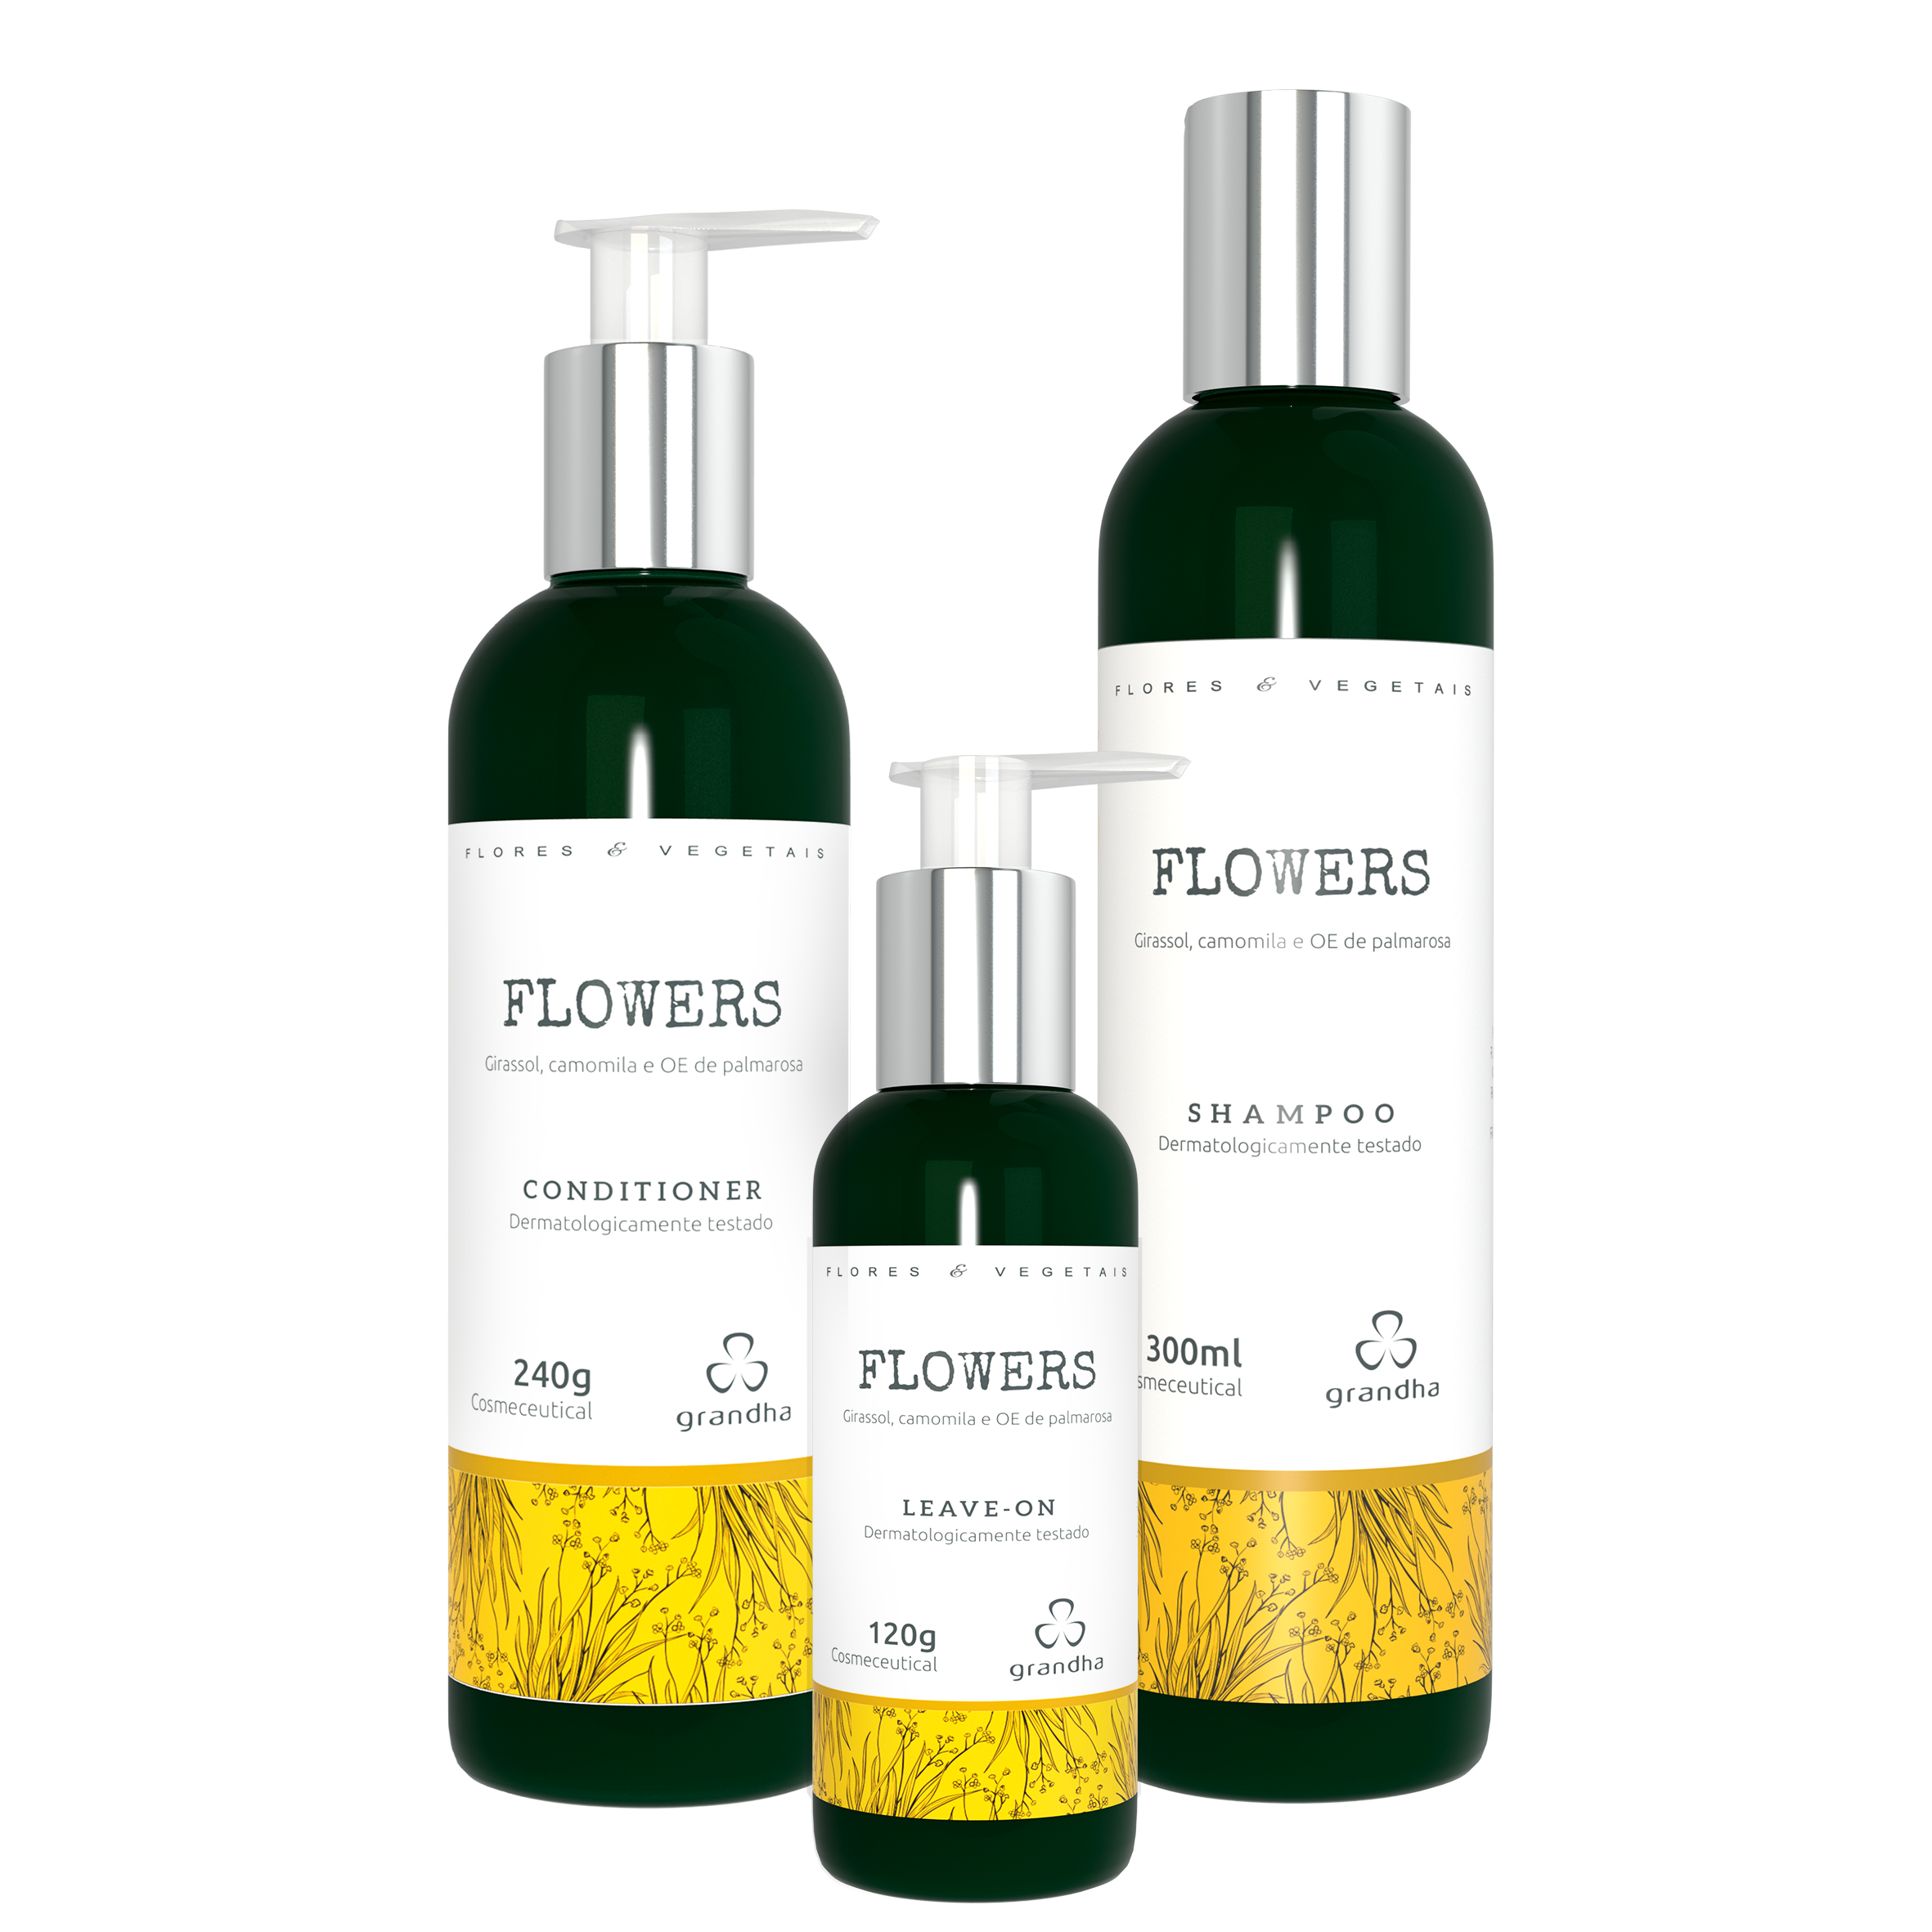 FLORES & VEGETAIS
FLOWERS
Girassol, camomila e OE de palmarosa
CONDITIONER
Dermatologicamente testado
240g
Cosmeceutical
grandha
FLORES & VEGETAIS
FLOWERS
Girassol, camomila e OE de palmarosa
LEAVE-ON
Dermatologicamente testado
120g
Cosmeceutical
grandha
FLORES & VEGETAIS
FLOWERS
Girassol, camomila e OE de palmarosa
SHAMPOO
Dermatologicamente testado
300ml
smeceutical
grandha